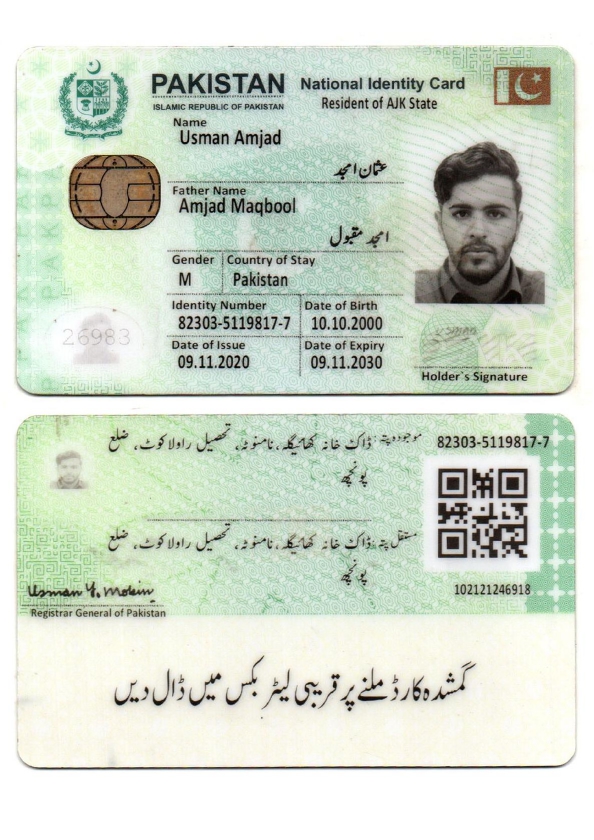 PAKISTAN National Identity Card
ISLAMIC REPUBLIC OF PAKISTAN Resident of AJK State
Name
Usman Amjad
عثمان امجد
Father Name
Amjad Maqbool
امجد مقبول
Gender Country of Stay
M Pakistan
Identity Number Date of Birth
82303-5119817-7 10.10.2000
Date of Issue Date of Expiry
09.11.2020 09.11.2030
26983
Holder`s Signature
موجودہ پتہ: ڈاک خانہ کھائیگلہ، نامنوٹہ، تحصیل راولاکوٹ، ضلع 82303-5119817-7
پونچھ
مستقل پتہ: ڈاک خانہ کھائیگلہ، نامنوٹہ، تحصیل راولاکوٹ، ضلع
پونچھ
102121246918
Usman Y. Mobin
Registrar General of Pakistan
گمشدہ کارڈ ملنے پر قریبی لیٹر بکس میں ڈال دیں